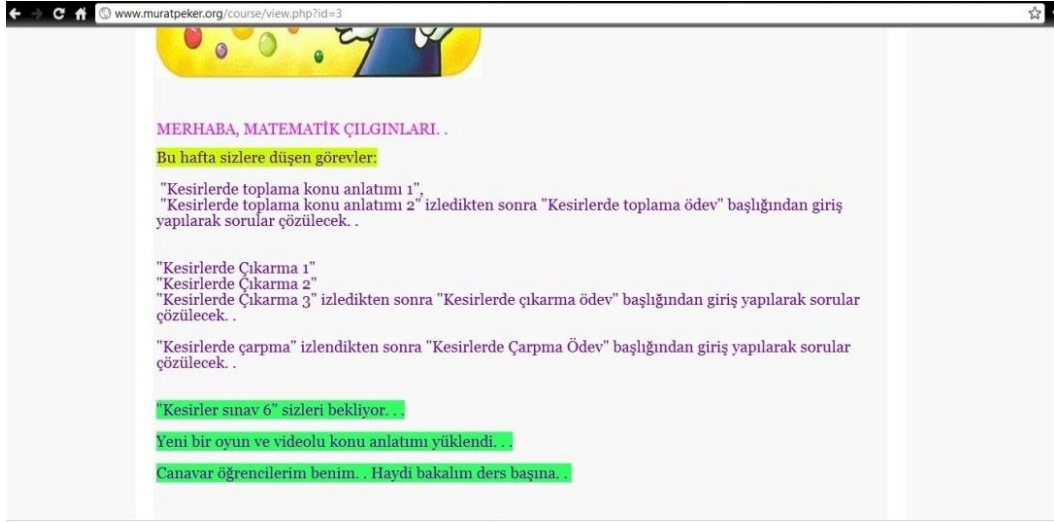 www.muratpeker.org/course/view.php?id=3
MERHABA, MATEMATİK ÇILGINLARI. .
Bu hafta sizlere düşen görevler:
"Kesirlerde toplama konu anlatımı 1",
"Kesirlerde toplama konu anlatımı 2" izledikten sonra "Kesirlerde toplama ödev" başlığından giriş
yapılarak sorular çözülecek. .
"Kesirlerde Çıkarma 1"
"Kesirlerde Çıkarma 2"
"Kesirlerde Çıkarma 3" izledikten sonra "Kesirlerde çıkarma ödev" başlığından giriş yapılarak sorular
çözülecek. .
"Kesirlerde çarpma" izlendikten sonra "Kesirlerde Çarpma Ödev" başlığından giriş yapılarak sorular
çözülecek. .
"Kesirler sınav 6" sizleri bekliyor. . .
Yeni bir oyun ve videolu konu anlatımı yüklendi. . .
Canavar öğrencilerim benim. . Haydi bakalım ders başına. .